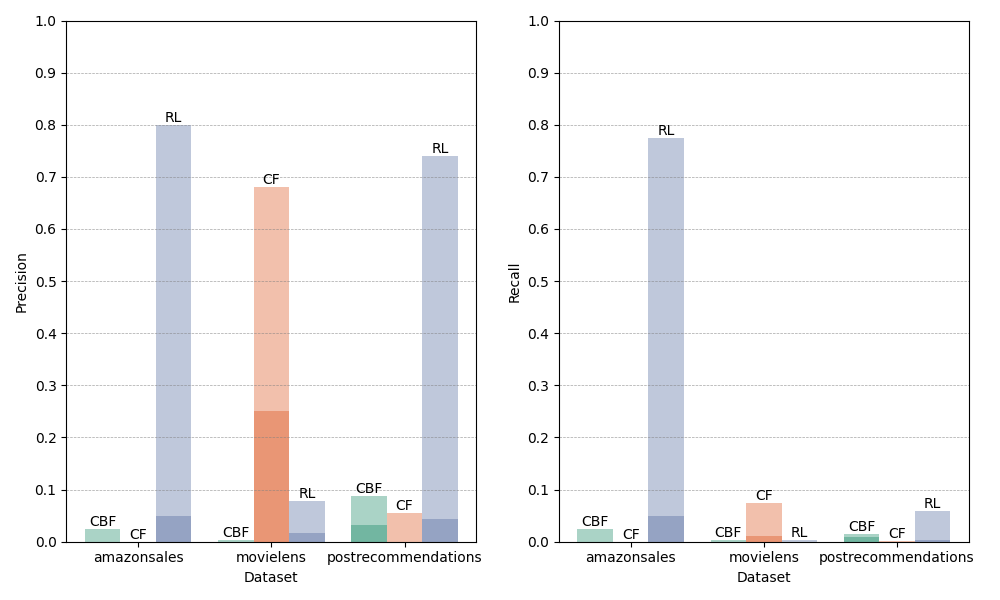 1.0
0.9
0.8
0.7
0.6
0.5
0.4
0.3
0.2
0.1
0.0
Precision
CBF
CF
RL
CBF
CF
RL
CBF
CF
RL
amazonsales
movielens
postrecommendations
Dataset
1.0
0.9
0.8
0.7
0.6
0.5
0.4
0.3
0.2
0.1
0.0
Recall
CBF
CF
RL
CBF
CF
RL
CBF
CF
RL
amazonsales
movielens
postrecommendations
Dataset